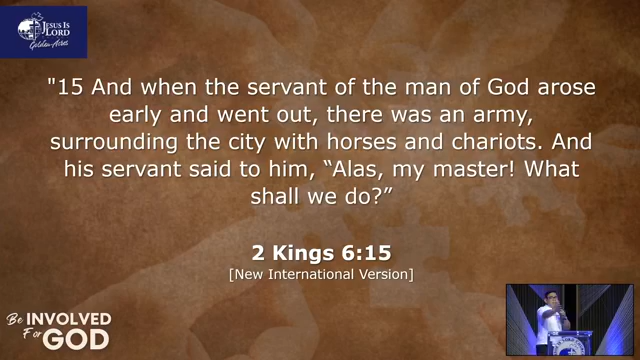 JESUS IS
LORD
Golden Acres
"15 And when the servant of the man of God arose
early and went out, there was an army,
surrounding the city with horses and chariots. And
his servant said to him, “Alas, my master! What
shall we do?”
2 Kings 6:15
[New International Version]
Be INVOLVED
For GOD